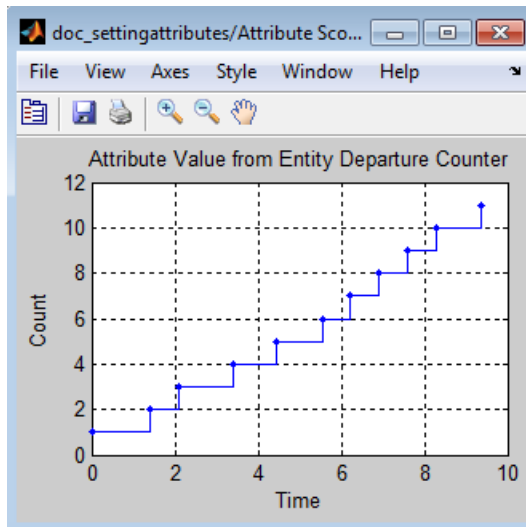 doc_settingattributes/Attribute Sco...
File View Axes Style Window Help
Attribute Value from Entity Departure Counter
12
10
8
6
4
2
0
Count
0 2 4 6 8 10
Time